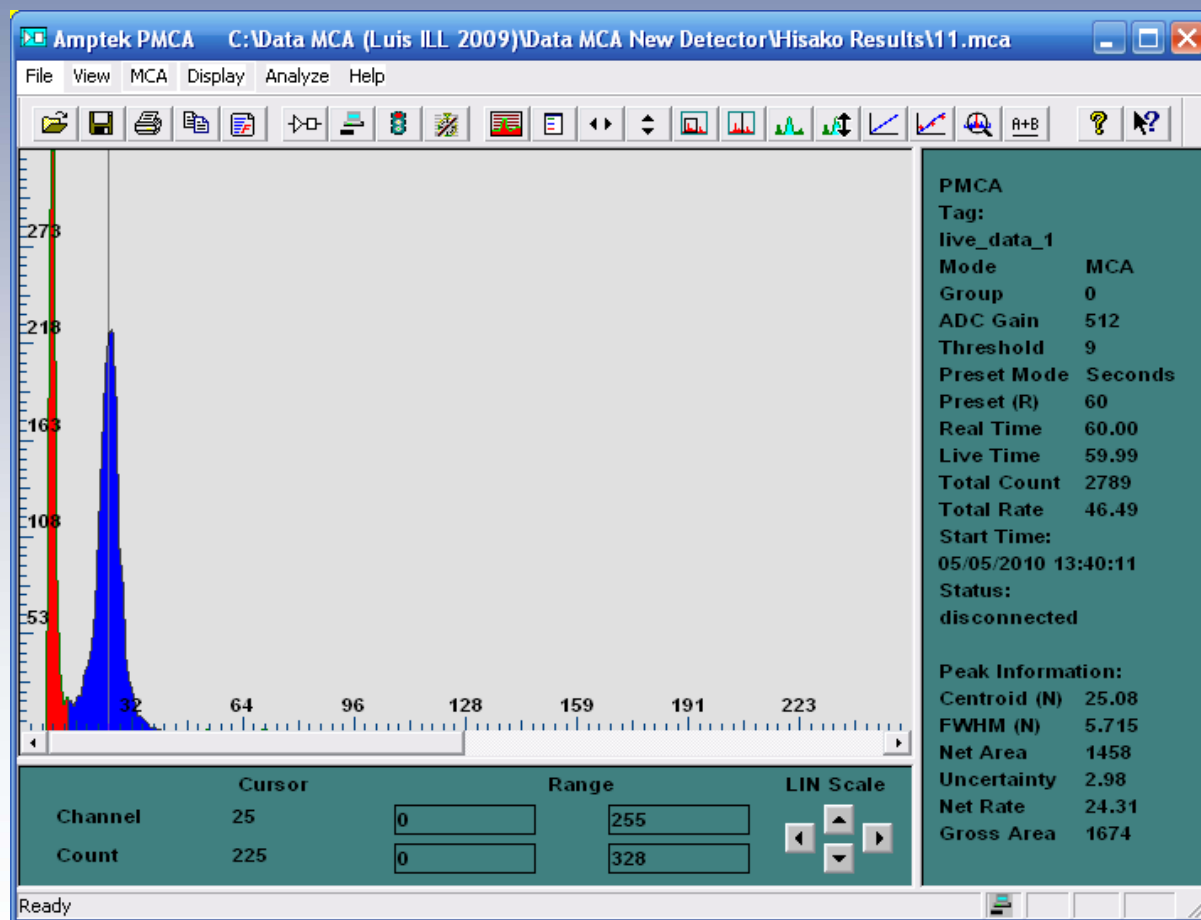 Amptek PMCA C:\Data MCA (Luis ILL 2009)\Data MCA New Detector\Hisako Results\11.mca
File View MCA Display Analyze Help
A+B
273
218
163
108
53
32 64 96 128 159 191 223
PMCA
Tag:
live_data_1
Mode MCA
Group 0
ADC Gain 512
Threshold 9
Preset Mode Seconds
Preset (R) 60
Real Time 60.00
Live Time 59.99
Total Count 2789
Total Rate 46.49
Start Time:
05/05/2010 13:40:11
Status:
disconnected
Peak Information:
Centroid (N) 25.08
FWHM (N) 5.715
Net Area 1458
Uncertainty 2.98
Net Rate 24.31
Gross Area 1674
Cursor Range LIN Scale
Channel 25 0 255
Count 225 0 328
Ready